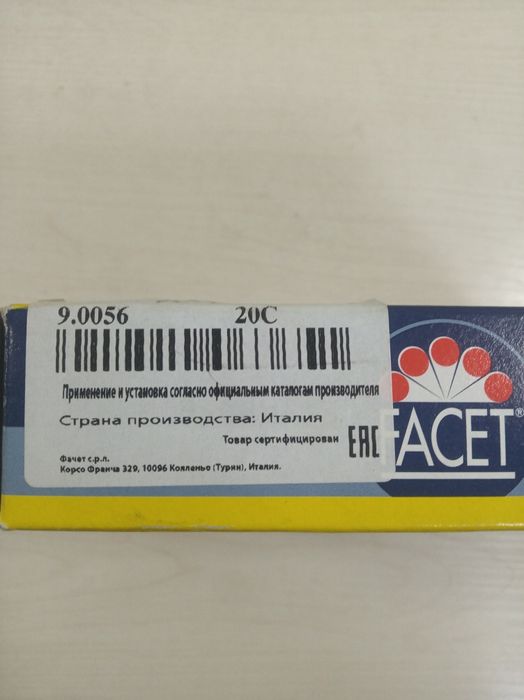 9.0056 20C
Применение и установка согласно официальным каталогам производителя
Страна производства: Италия
Товар сертифицирован EAC
Фачет с.р.л.
Корсо Франча 329, 10096 Колленьо (Турин), Италия.
FACET®